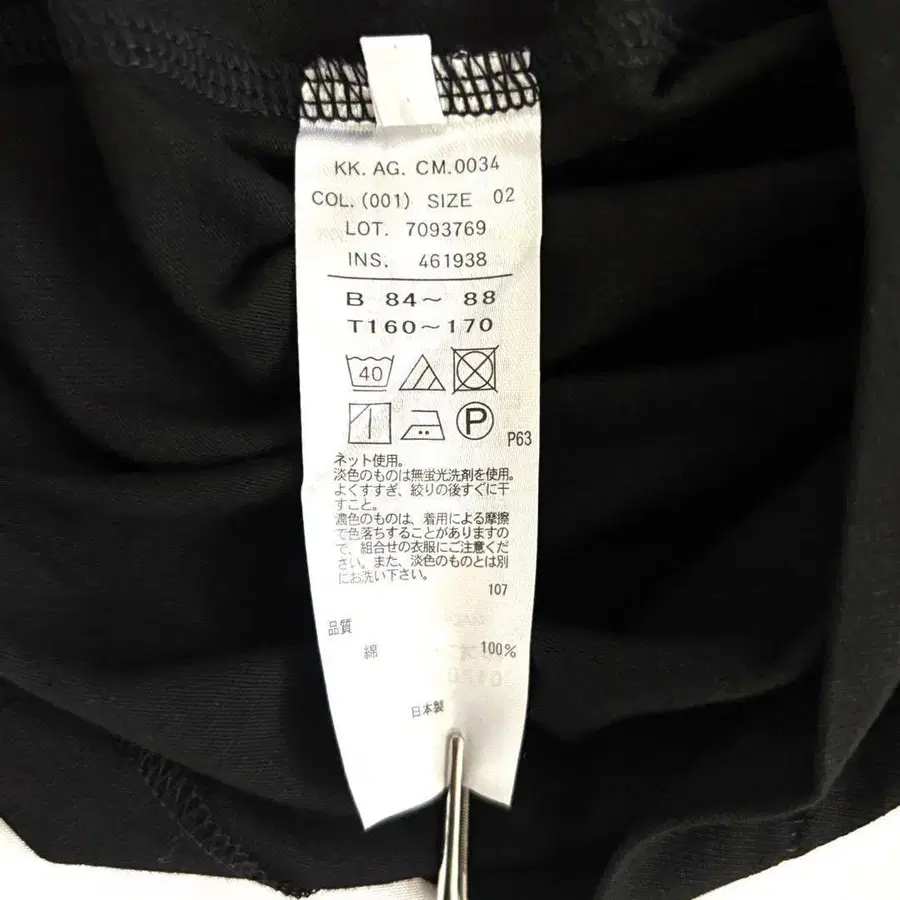 KK. AG. CM.0034
COL. (001) SIZE 02
LOT. 7093769
INS. 461938
B 84～ 88
T160～170
40
P
P63
ネット使用。
淡色のものは無蛍光洗剤を使用。
よくすすぎ、絞りの後すぐに干
すこと。
濃色のものは、着用による摩擦
で色落ちすることがありますの
で、組合せの衣服にご注意くだ
さい。また、淡色のものとは別
にお洗い下さい。
107
品質
綿 100%
日本製